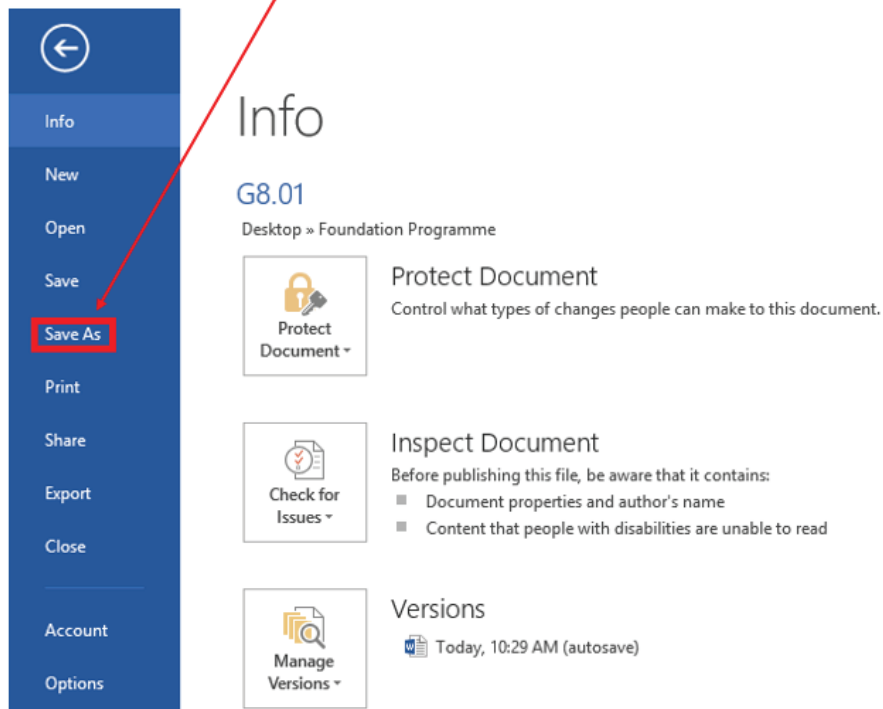 Info
New
Open
Save
Save As
Print
Share
Export
Close
Account
Options
Info
G8.01
Desktop » Foundation Programme
Protect Document
Protect Document
Control what types of changes people can make to this document.
Check for Issues
Inspect Document
Before publishing this file, be aware that it contains:
Document properties and author's name
Content that people with disabilities are unable to read
Manage Versions
Versions
Today, 10:29 AM (autosave)